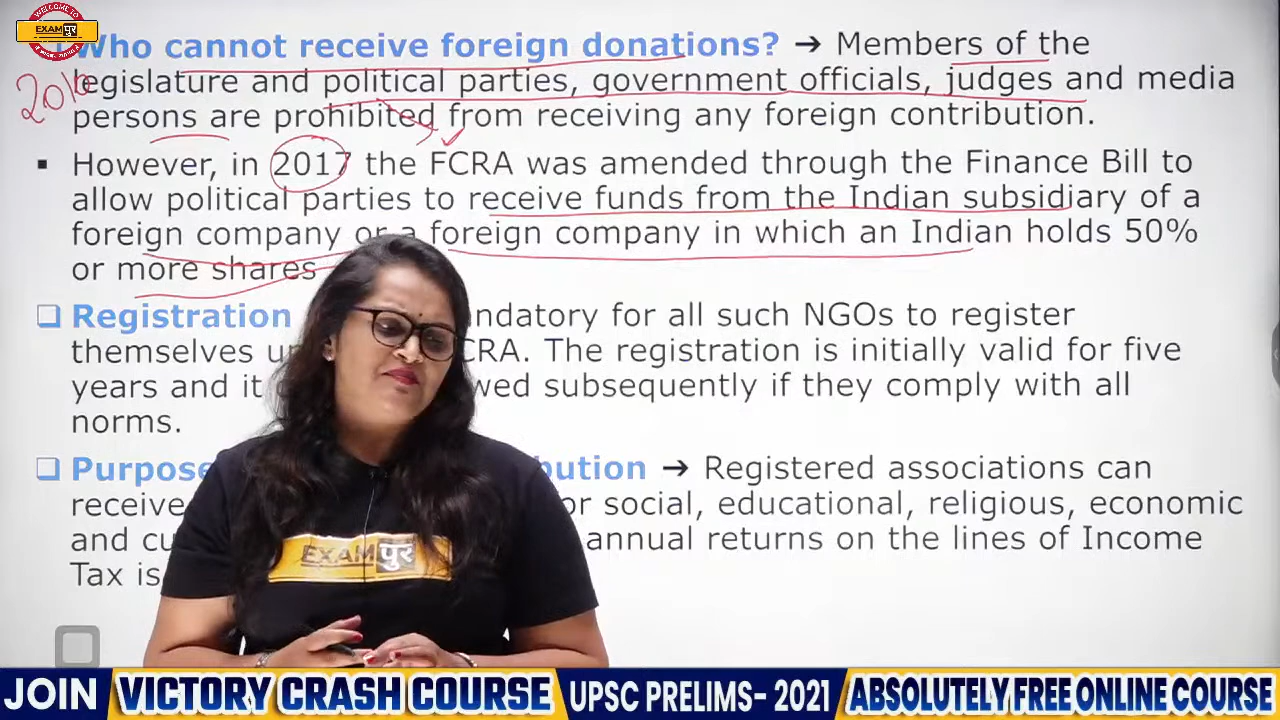 WELCOME TO
EXAMपुर
Who cannot receive foreign donations? → Members of the
2010
legislature and political parties, government officials, judges and media
persons are prohibited from receiving any foreign contribution.
▪ However, in 2017 the FCRA was amended through the Finance Bill to
allow political parties to receive funds from the Indian subsidiary of a
foreign company or a foreign company in which an Indian holds 50%
or more shares
❑ Registration ndatory for all such NGOs to register
themselves u CRA. The registration is initially valid for five
years and it wed subsequently if they comply with all
norms.
❑ Purpose bution → Registered associations can
receive or social, educational, religious, economic
and cu annual returns on the lines of Income
Tax is
EXAMपुर
JOIN VICTORY CRASH COURSE UPSC PRELIMS- 2021 ABSOLUTELY FREE ONLINE COURSE